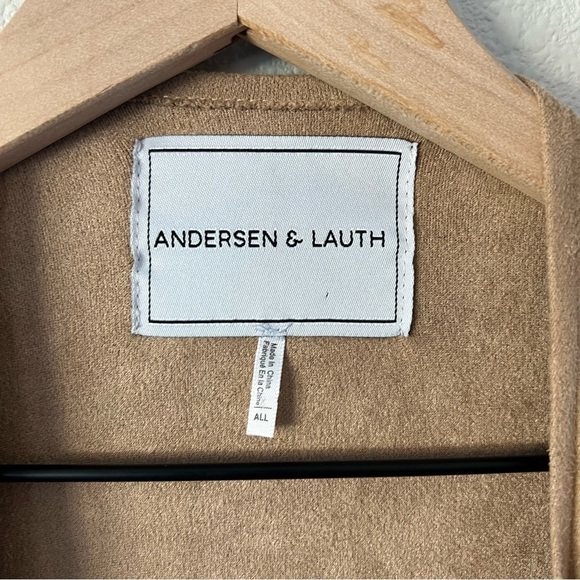 ANDERSEN & LAUTH
Made in China
Fabriqué En la Chine
ALL